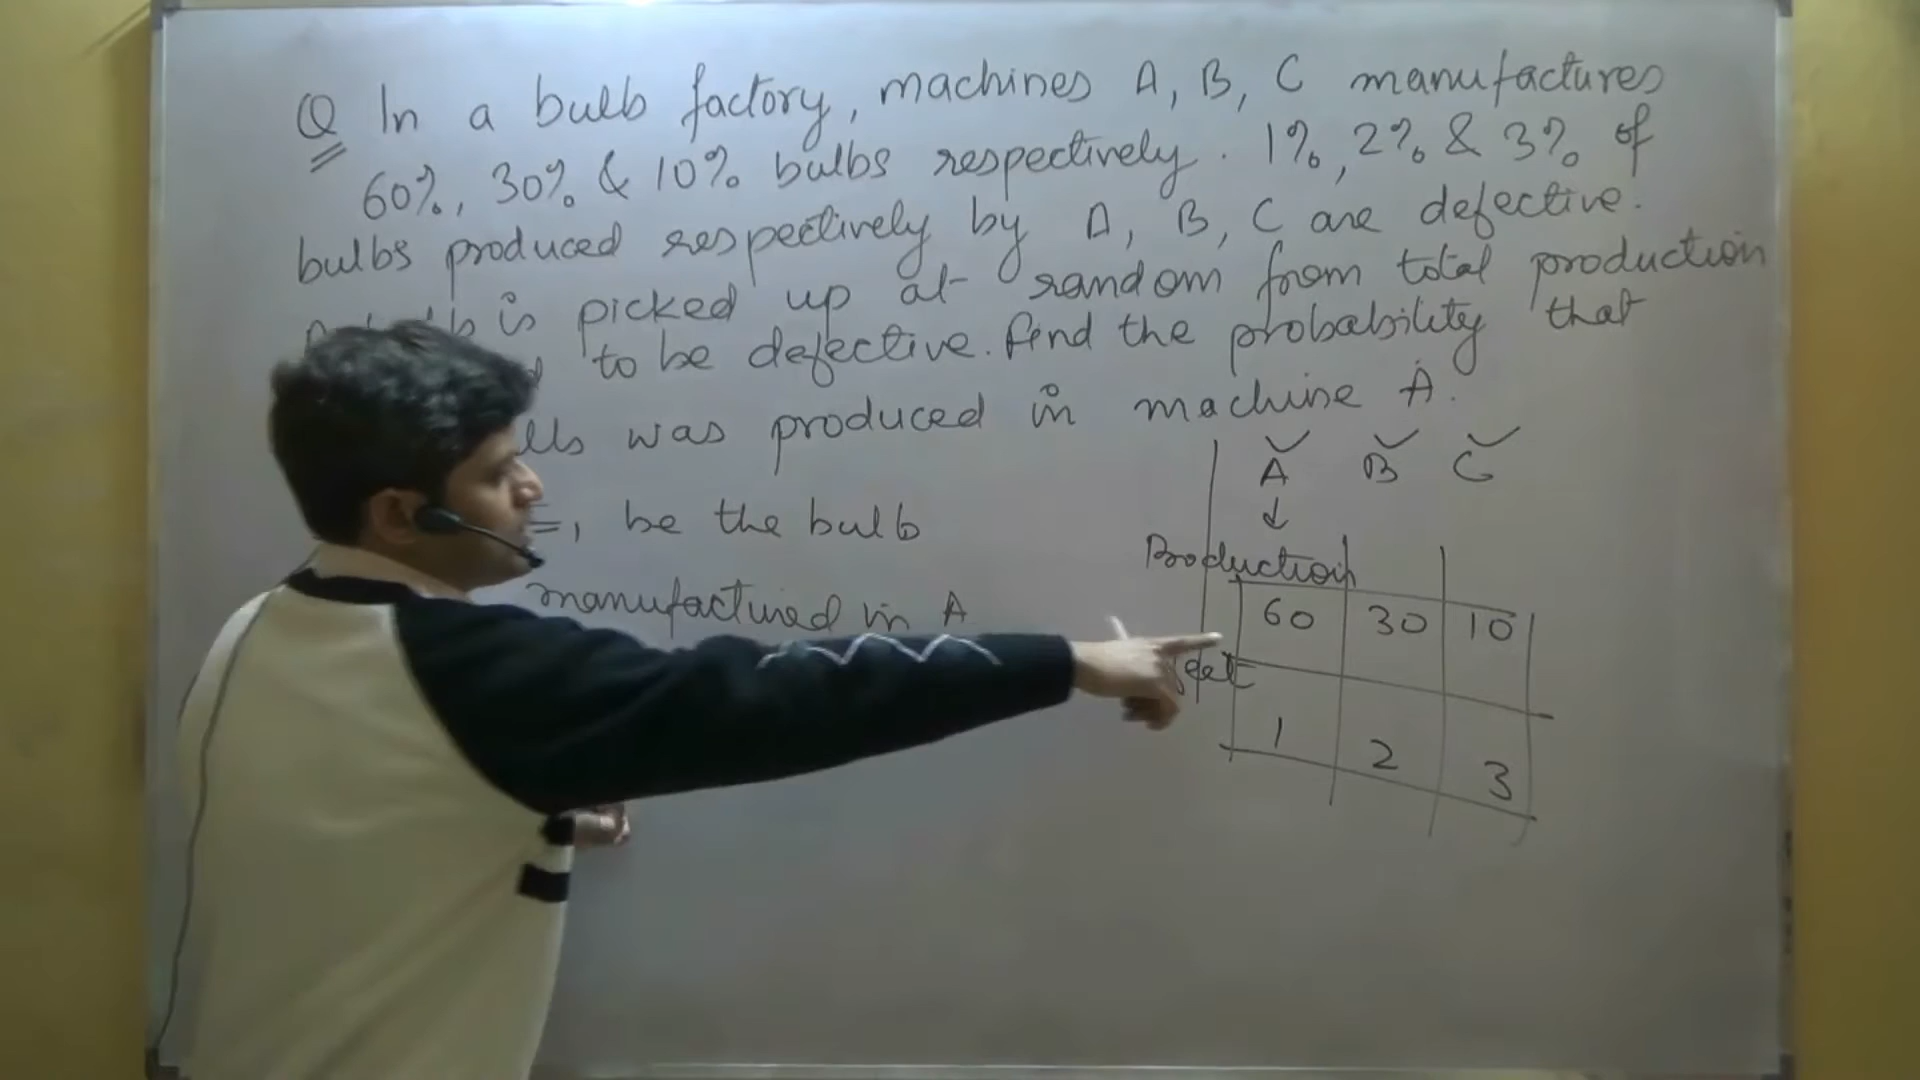 Q In a bulb factory, machines A, B, C manufactures
60%, 30% & 10% bulbs respectively. 1%, 2% & 3% of
bulbs produced respectively by A, B, C are defective.
is picked up at random from total production
to be defective. find the probability that
was produced in machine A.
A B C
be the bulb
Production
manufactured in A
60 30 10
1 2 3